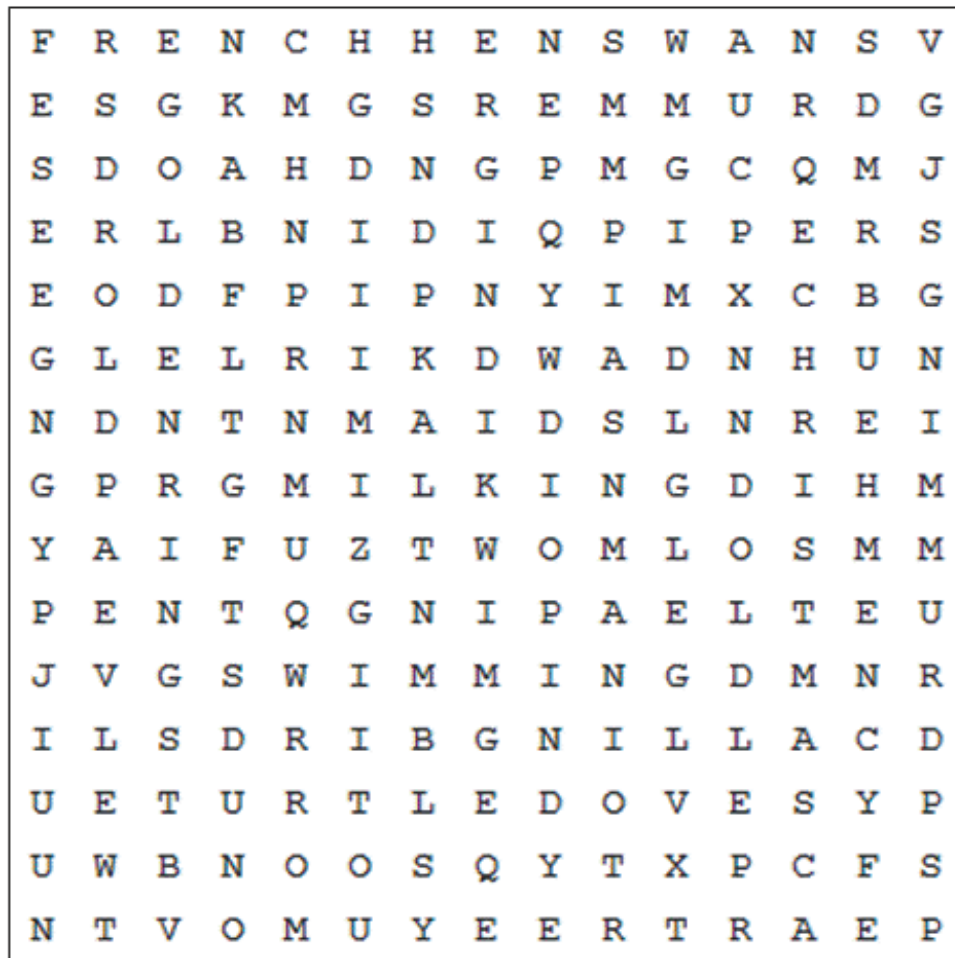 F R E N C H H E N S W A N S V
E S G K M G S R E M M U R D G
S D O A H D N G P M G C Q M J
E R L B N I D I Q P I P E R S
E O D F P I P N Y I M X C B G
G L E L R I K D W A D N H U N
N D N T N M A I D S L N R E I
G P R G M I L K I N G D I H M
Y A I F U Z T W O M L O S M M
P E N T Q G N I P A E L T E U
J V G S W I M M I N G D M N R
I L S D R I B G N I L L A C D
U E T U R T L E D O V E S Y P
U W B N O O S Q Y T X P C F S
N T V O M U Y E E R T R A E P